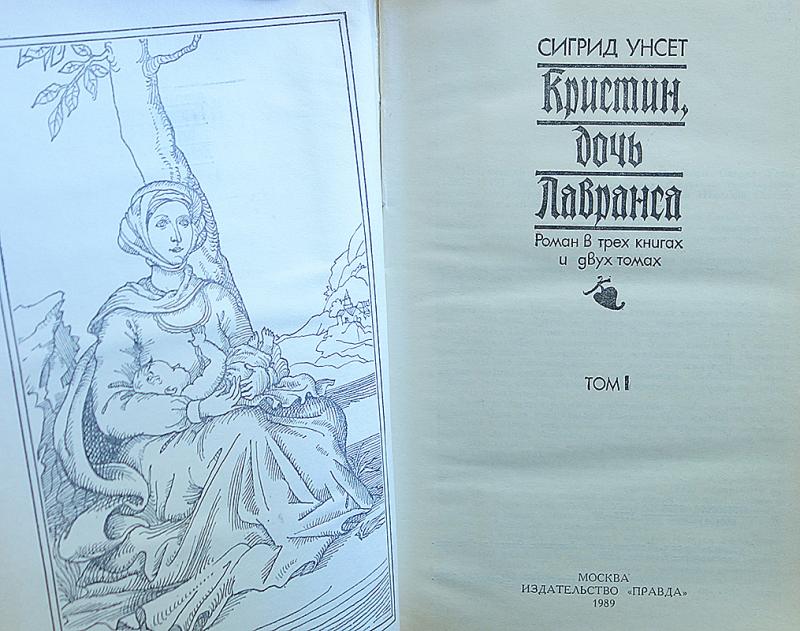 СИГРИД УНСЕТ
Кристин,
дочь
Лавранса
Роман в трех книгах
и двух томах
ТОМ I
МОСКВА
ИЗДАТЕЛЬСТВО «ПРАВДА»
1989